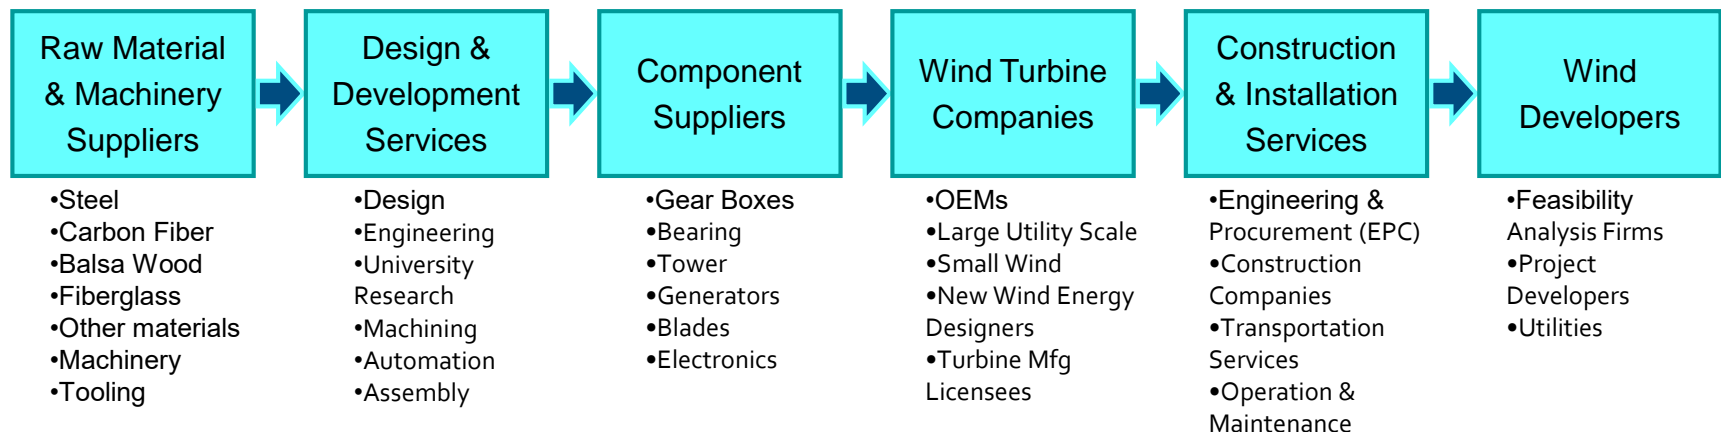 Raw Material
& Machinery
Suppliers
Design &
Development
Services
Component
Suppliers
Wind Turbine
Companies
Construction
& Installation
Services
Wind
Developers
•Steel
•Carbon Fiber
•Balsa Wood
•Fiberglass
•Other materials
•Machinery
•Tooling
•Design
•Engineering
•University
Research
•Machining
•Automation
•Assembly
•Gear Boxes
•Bearing
•Tower
•Generators
•Blades
•Electronics
•OEMs
•Large Utility Scale
•Small Wind
•New Wind Energy
Designers
•Turbine Mfg
Licensees
•Engineering &
Procurement (EPC)
•Construction
Companies
•Transportation
Services
•Operation &
Maintenance
•Feasibility
Analysis Firms
•Project
Developers
•Utilities